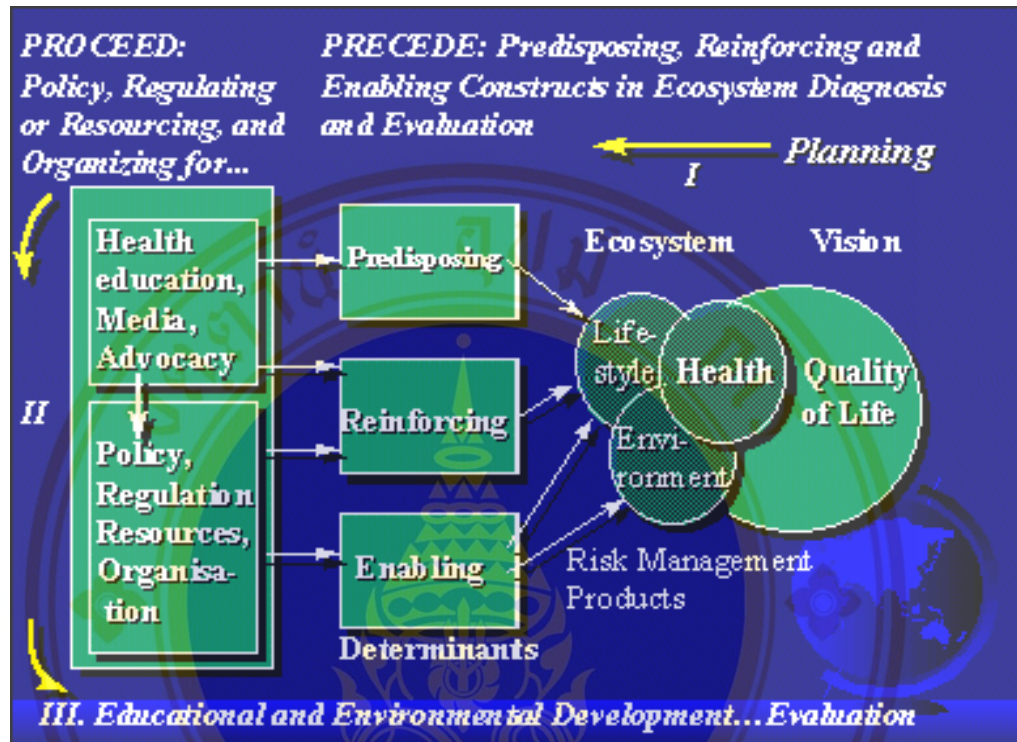 PROCEED:
Policy, Regulating
or Resourcing, and
Organizing for...
PRECEDE: Predisposing, Reinforcing and
Enabling Constructs in Ecosystem Diagnosis
and Evaluation
Planning
I
Health
education,
Media,
Advocacy
II
Policy,
Regulation
Resources,
Organisa-
tion
Predisposing
Reinforcing
Enabling
Determinants
Ecosystem
Vision
Life-
style
Health
Quality
of Life
Envi-
ronment
Risk Management
Products
III. Educational and Environmental Development...Evaluation